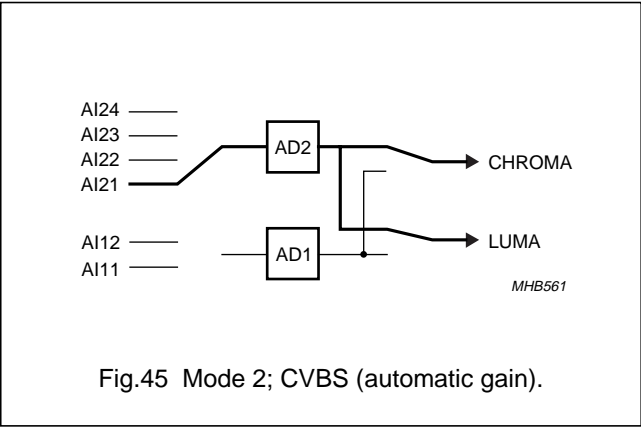 AI24
AI23
AI22
AI21
AD2
CHROMA
AI12
AI11
AD1
LUMA
MHB561
Fig.45 Mode 2; CVBS (automatic gain).